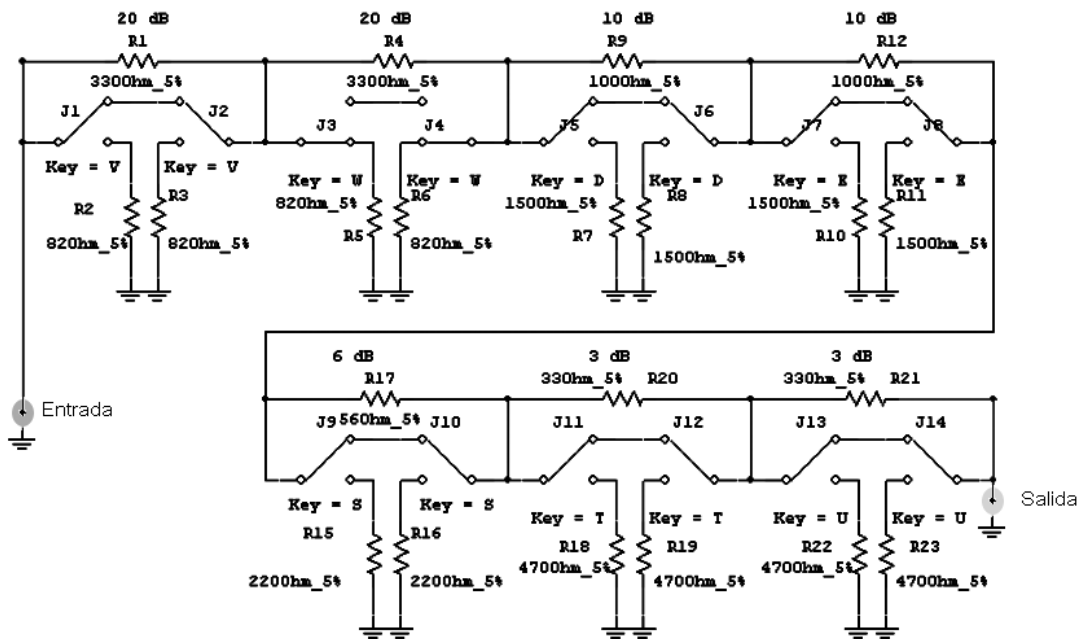 20 dB
R1
3300hm_5%
J1
J2
Key = V
Key = V
R2
R3
820hm_5%
820hm_5%
20 dB
R4
3300hm_5%
J3
J4
Key = W
Key = W
820hm_5%
R6
R5
820hm_5%
10 dB
R9
1000hm_5%
J5
J6
Key = D
Key = D
1500hm_5%
R8
R7
1500hm_5%
10 dB
R12
1000hm_5%
J7
J8
Key = E
Key = E
1500hm_5%
R11
R10
1500hm_5%
Entrada
6 dB
R17
560hm_5%
J9
J10
Key = S
Key = S
R15
R16
2200hm_5%
2200hm_5%
3 dB
330hm_5%
R20
J11
J12
Key = T
Key = T
R18
R19
4700hm_5%
4700hm_5%
3 dB
330hm_5%
R21
J13
J14
Key = U
Key = U
R22
R23
4700hm_5%
4700hm_5%
Salida